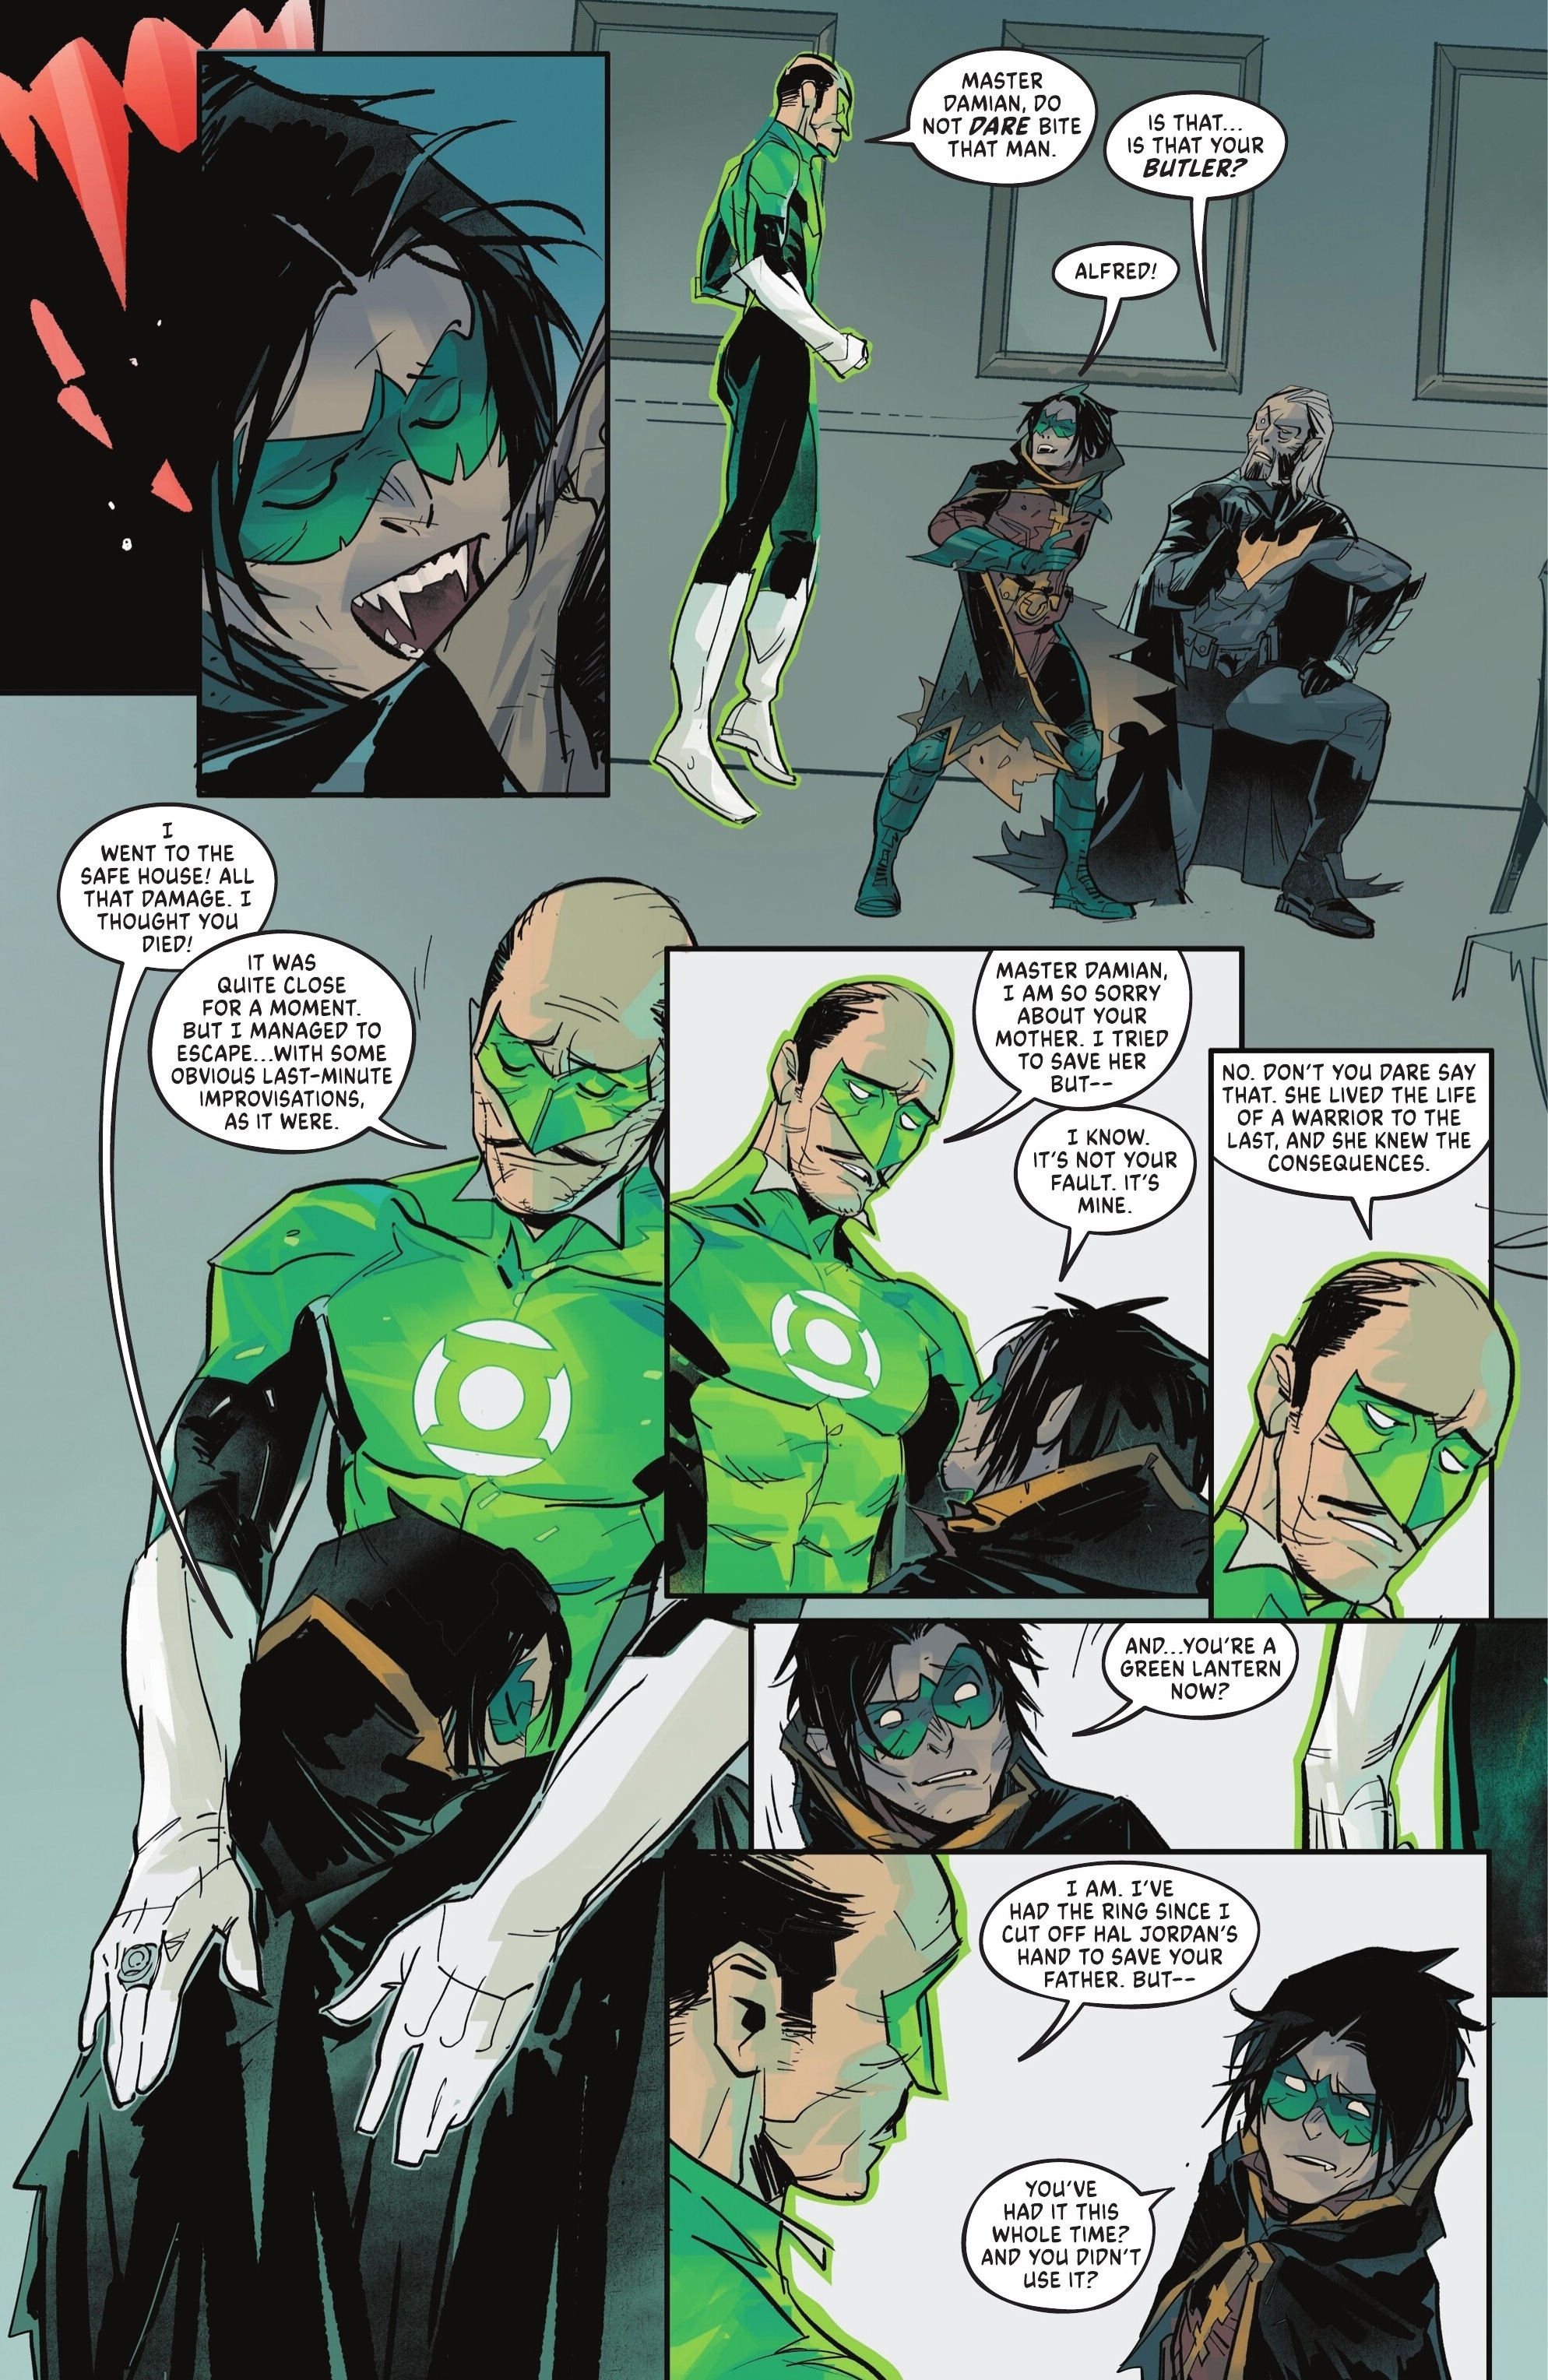 MASTER
DAMIAN, DO
NOT DARE BITE
THAT MAN.
IS THAT...
IS THAT YOUR
BUTLER?
ALFRED!
I
WENT TO THE
SAFE HOUSE! ALL
THAT DAMAGE. I
THOUGHT YOU
DIED!
IT WAS
QUITE CLOSE
FOR A MOMENT.
BUT I MANAGED TO
ESCAPE...WITH SOME
OBVIOUS LAST-MINUTE
IMPROVISATIONS,
AS IT WERE.
MASTER DAMIAN,
I AM SO SORRY
ABOUT YOUR
MOTHER. I TRIED
TO SAVE HER
BUT--
I KNOW.
IT'S NOT YOUR
FAULT. IT'S
MINE.
NO. DON'T YOU DARE SAY
THAT. SHE LIVED THE LIFE
OF A WARRIOR TO THE
LAST, AND SHE KNEW THE
CONSEQUENCES.
AND...YOU'RE A
GREEN LANTERN
NOW?
I AM. I'VE
HAD THE RING SINCE I
CUT OFF HAL JORDAN'S
HAND TO SAVE YOUR
FATHER. BUT--
YOU'VE
HAD IT THIS
WHOLE TIME?
AND YOU DIDN'T
USE IT?